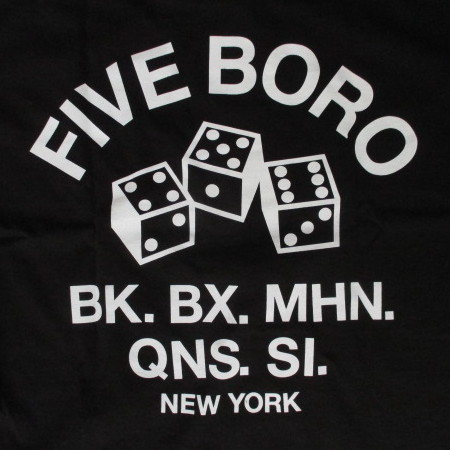 FIVE BORO
BK. BX. MHN.
QNS. SI.
NEW YORK